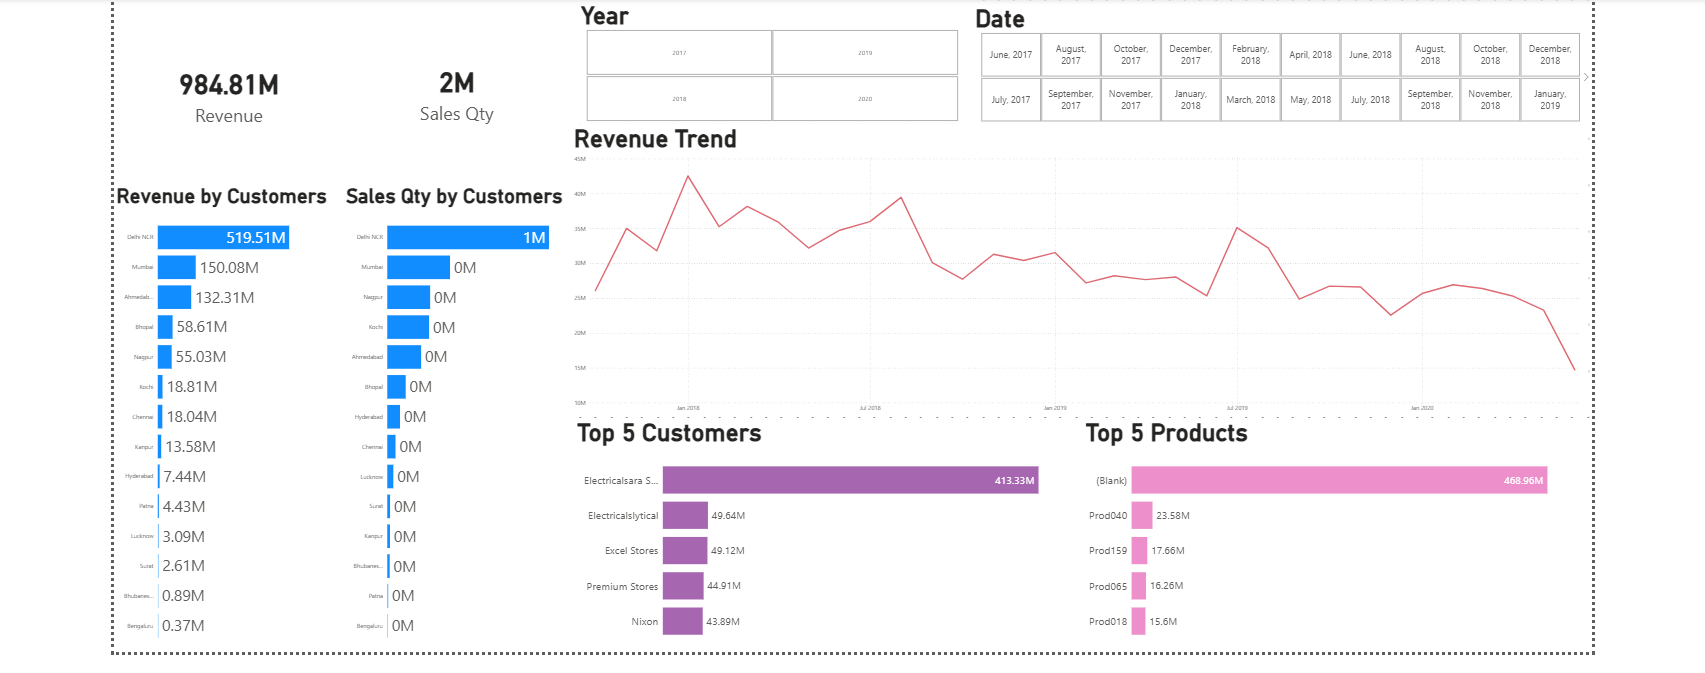 984.81M
Revenue
2M
Sales Qty
Year
2017
2019
2018
2020
Date
June, 2017
August, 2017
October, 2017
December, 2017
February, 2018
April, 2018
June, 2018
August, 2018
October, 2018
December, 2018
July, 2017
September, 2017
November, 2017
January, 2018
March, 2018
May, 2018
July, 2018
September, 2018
November, 2018
January, 2019
Revenue by Customers
Delhi NCR 519.51M
Mumbai 150.08M
Ahmedab... 132.31M
Bhopal 58.61M
Nagpur 55.03M
Kochi 18.81M
Chennai 18.04M
Kanpur 13.58M
Hyderabad 7.44M
Patna 4.43M
Lucknow 3.09M
Surat 2.61M
Bhubanes... 0.89M
Bengaluru 0.37M
Sales Qty by Customers
Delhi NCR 1M
Mumbai 0M
Nagpur 0M
Kochi 0M
Ahmedabad 0M
Bhopal 0M
Hyderabad 0M
Chennai 0M
Lucknow 0M
Surat 0M
Kanpur 0M
Bhubanes... 0M
Patna 0M
Bengaluru 0M
Revenue Trend
45M
40M
35M
30M
25M
20M
15M
10M
Jan 2018
Jul 2018
Jan 2019
Jul 2019
Jan 2020
Top 5 Customers
Electricalsara S... 413.33M
Electricalslytical 49.64M
Excel Stores 49.12M
Premium Stores 44.91M
Nixon 43.89M
Top 5 Products
(Blank) 468.96M
Prod040 23.58M
Prod159 17.66M
Prod065 16.26M
Prod018 15.6M